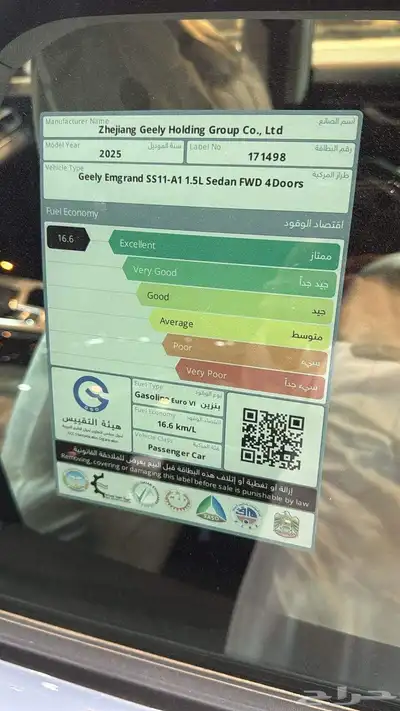 Manufacturer Name
اسم الصانع
Zhejiang Geely Holding Group Co., Ltd
Model Year
سنة الموديل
2025
Label No
رقم البطاقة
171498
Vehicle Type
طراز المركبة
Geely Emgrand SS11-A1 1.5L Sedan FWD 4Doors
Fuel Economy
اقتصاد الوقود
16.6
Excellent
ممتاز
Very Good
جيد جداً
Good
جيد
Average
متوسط
Poor
سيء
Very Poor
سيء جداً
GSO
هيئة التقييس
Fuel Type
نوع الوقود
Gasoline Euro VI بنزين
Fuel Economy
اقتصاد الوقود
16.6 km/L
Vehicle Class
فئة المركبة
Passenger Car
إزالة أو تغطية أو إتلاف هذه البطاقة قبل البيع يعرض للملاحقة القانونية
Removing, covering or damaging this label before sale is punishable by law
SASO
حراج